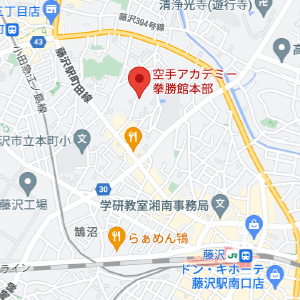 三丁目店
清浄光寺(遊行寺)
藤沢394号線
43
藤沢駅町田線
小田急江ノ島線
空手アカデミー
拳勝館本部
沢市立本町小
30
藤沢工場
学研教室湘南事務局
鵠沼
らぁめん鴇
藤沢
JR
ドン・キホーテ
藤沢駅南口店
ライン